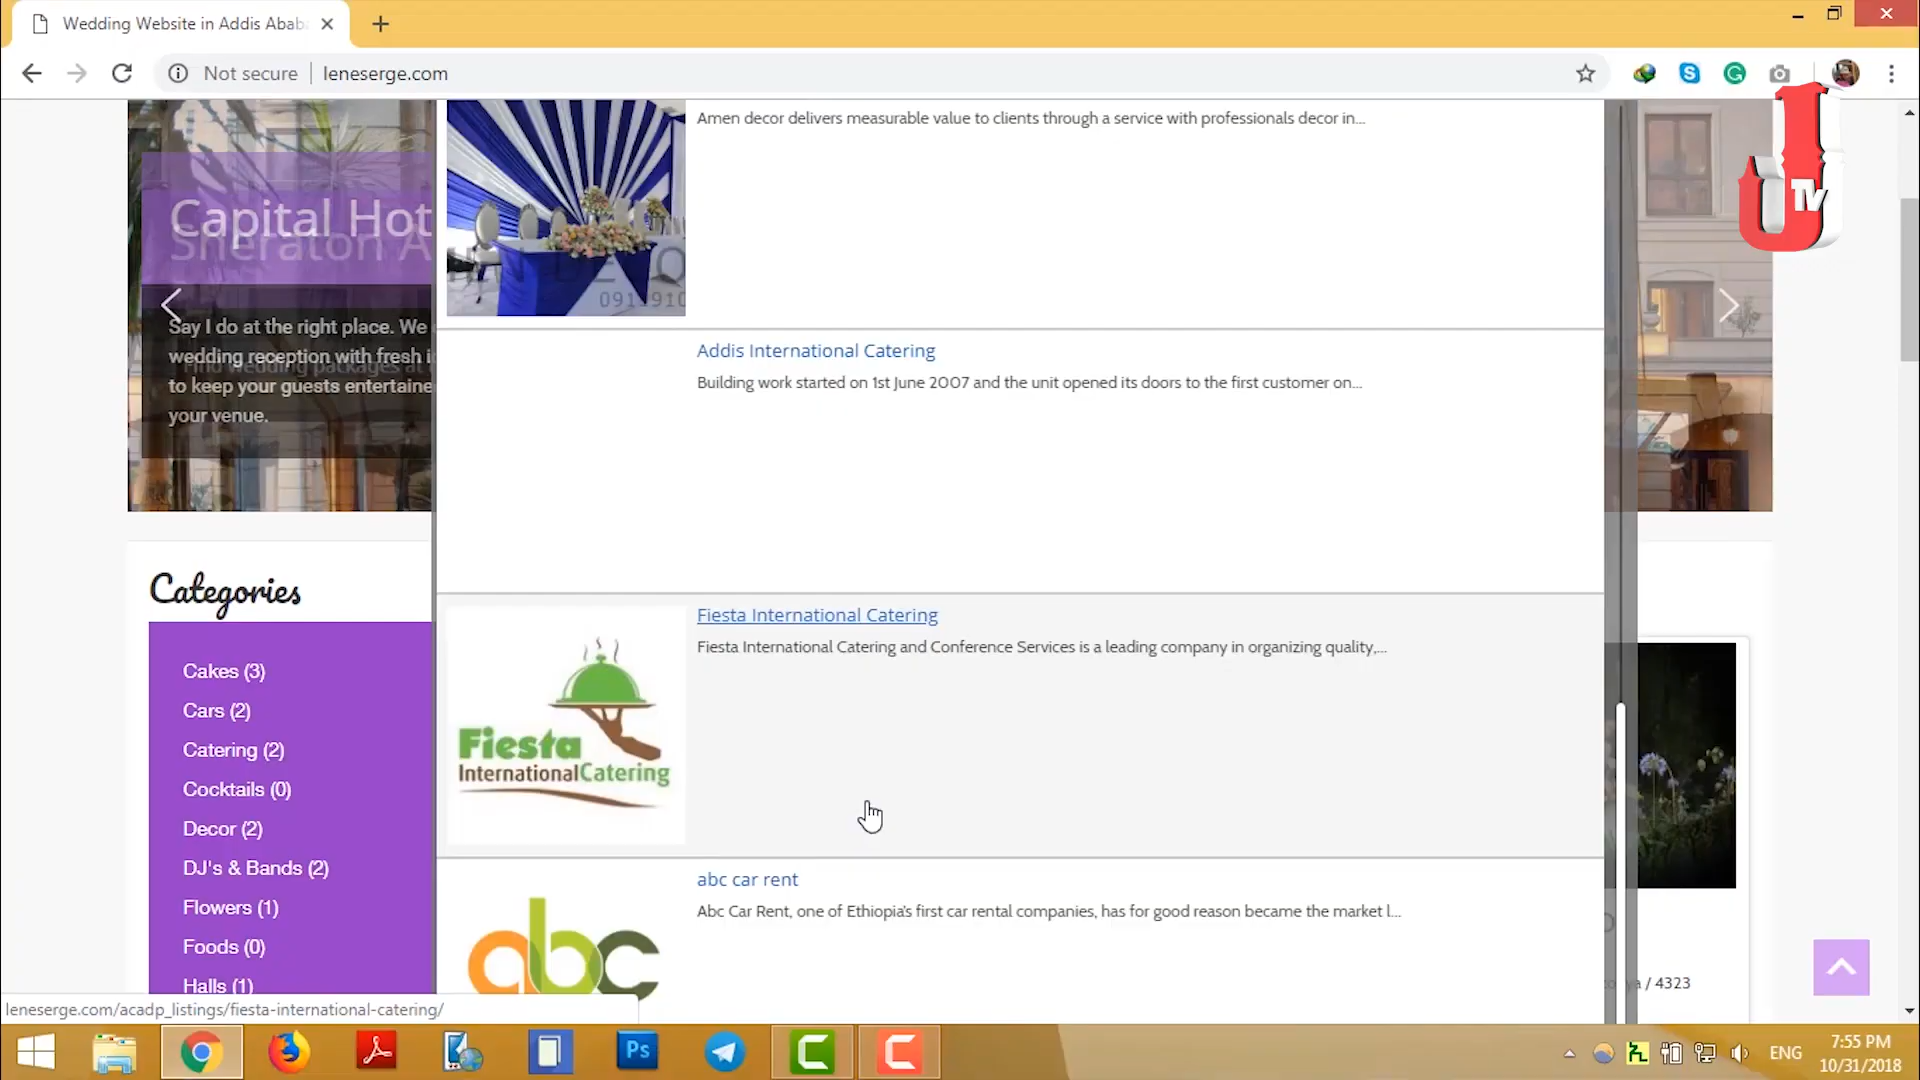 Wedding Website in Addis Abab
Not secure
leneserge.com
Amen decor delivers measurable value to clients through a service with professionals decor in...
TV
Capital Hot
Sheraton A
Say I do at the right place. We
wedding reception with fresh i
to keep your guests entertaine
your venue.
Addis International Catering
Building work started on 1st June 2007 and the unit opened its doors to the first customer on...
Fiesta International Catering
Fiesta International Catering and Conference Services is a leading company in organizing quality,...
Fiesta
InternationalCatering
abc car rent
Abc Car Rent, one of Ethiopia's first car rental companies, has for good reason became the market l...
abc
Categories
Cakes (3)
Cars (2)
Catering (2)
Cocktails (0)
Decor (2)
DJ's & Bands (2)
Flowers (1)
Foods (0)
Halls (1)
/ 4323
leneserge.com/acadp_listings/fiesta-international-catering/
Ps
ENG
7:55 PM
10/31/2018